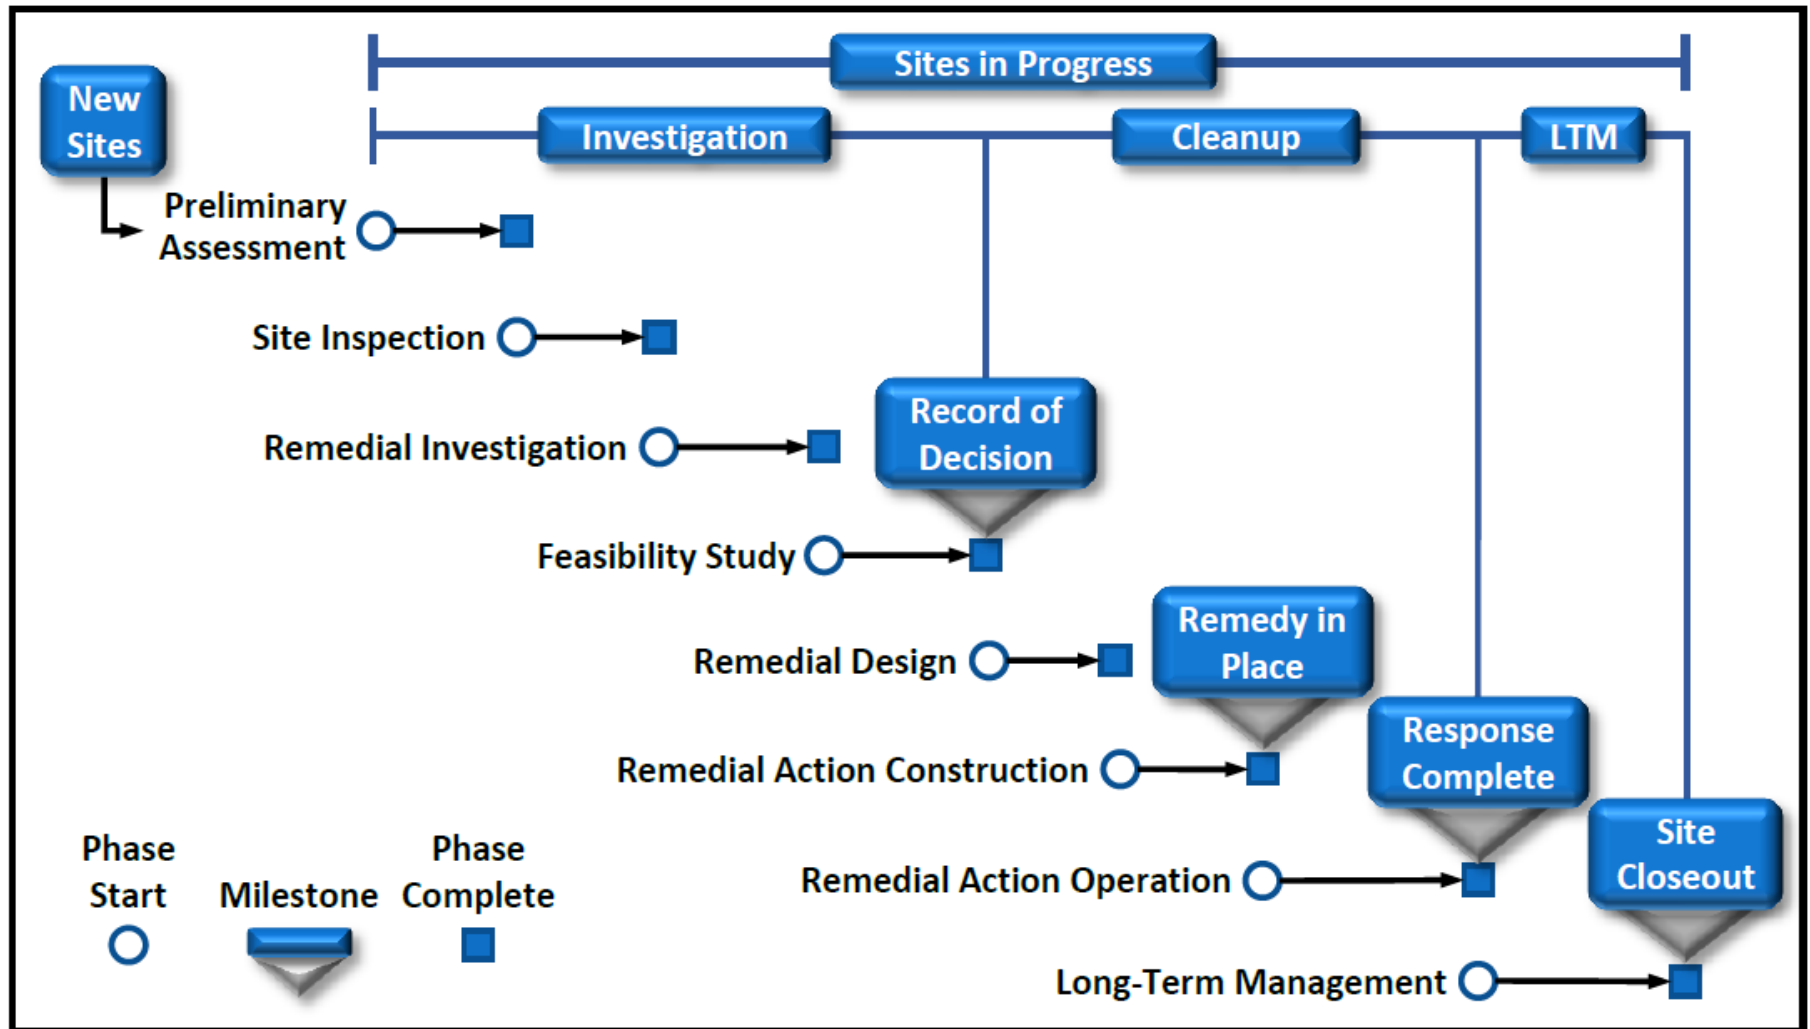 Sites in Progress
New
Sites
Investigation
Cleanup
LTM
Preliminary
Assessment
Site Inspection
Record of
Decision
Remedial Investigation
Feasibility Study
Remedy in
Place
Remedial Design
Response
Complete
Remedial Action Construction
Site
Closeout
Remedial Action Operation
Phase
Start
Milestone
Phase
Complete
Long-Term Management